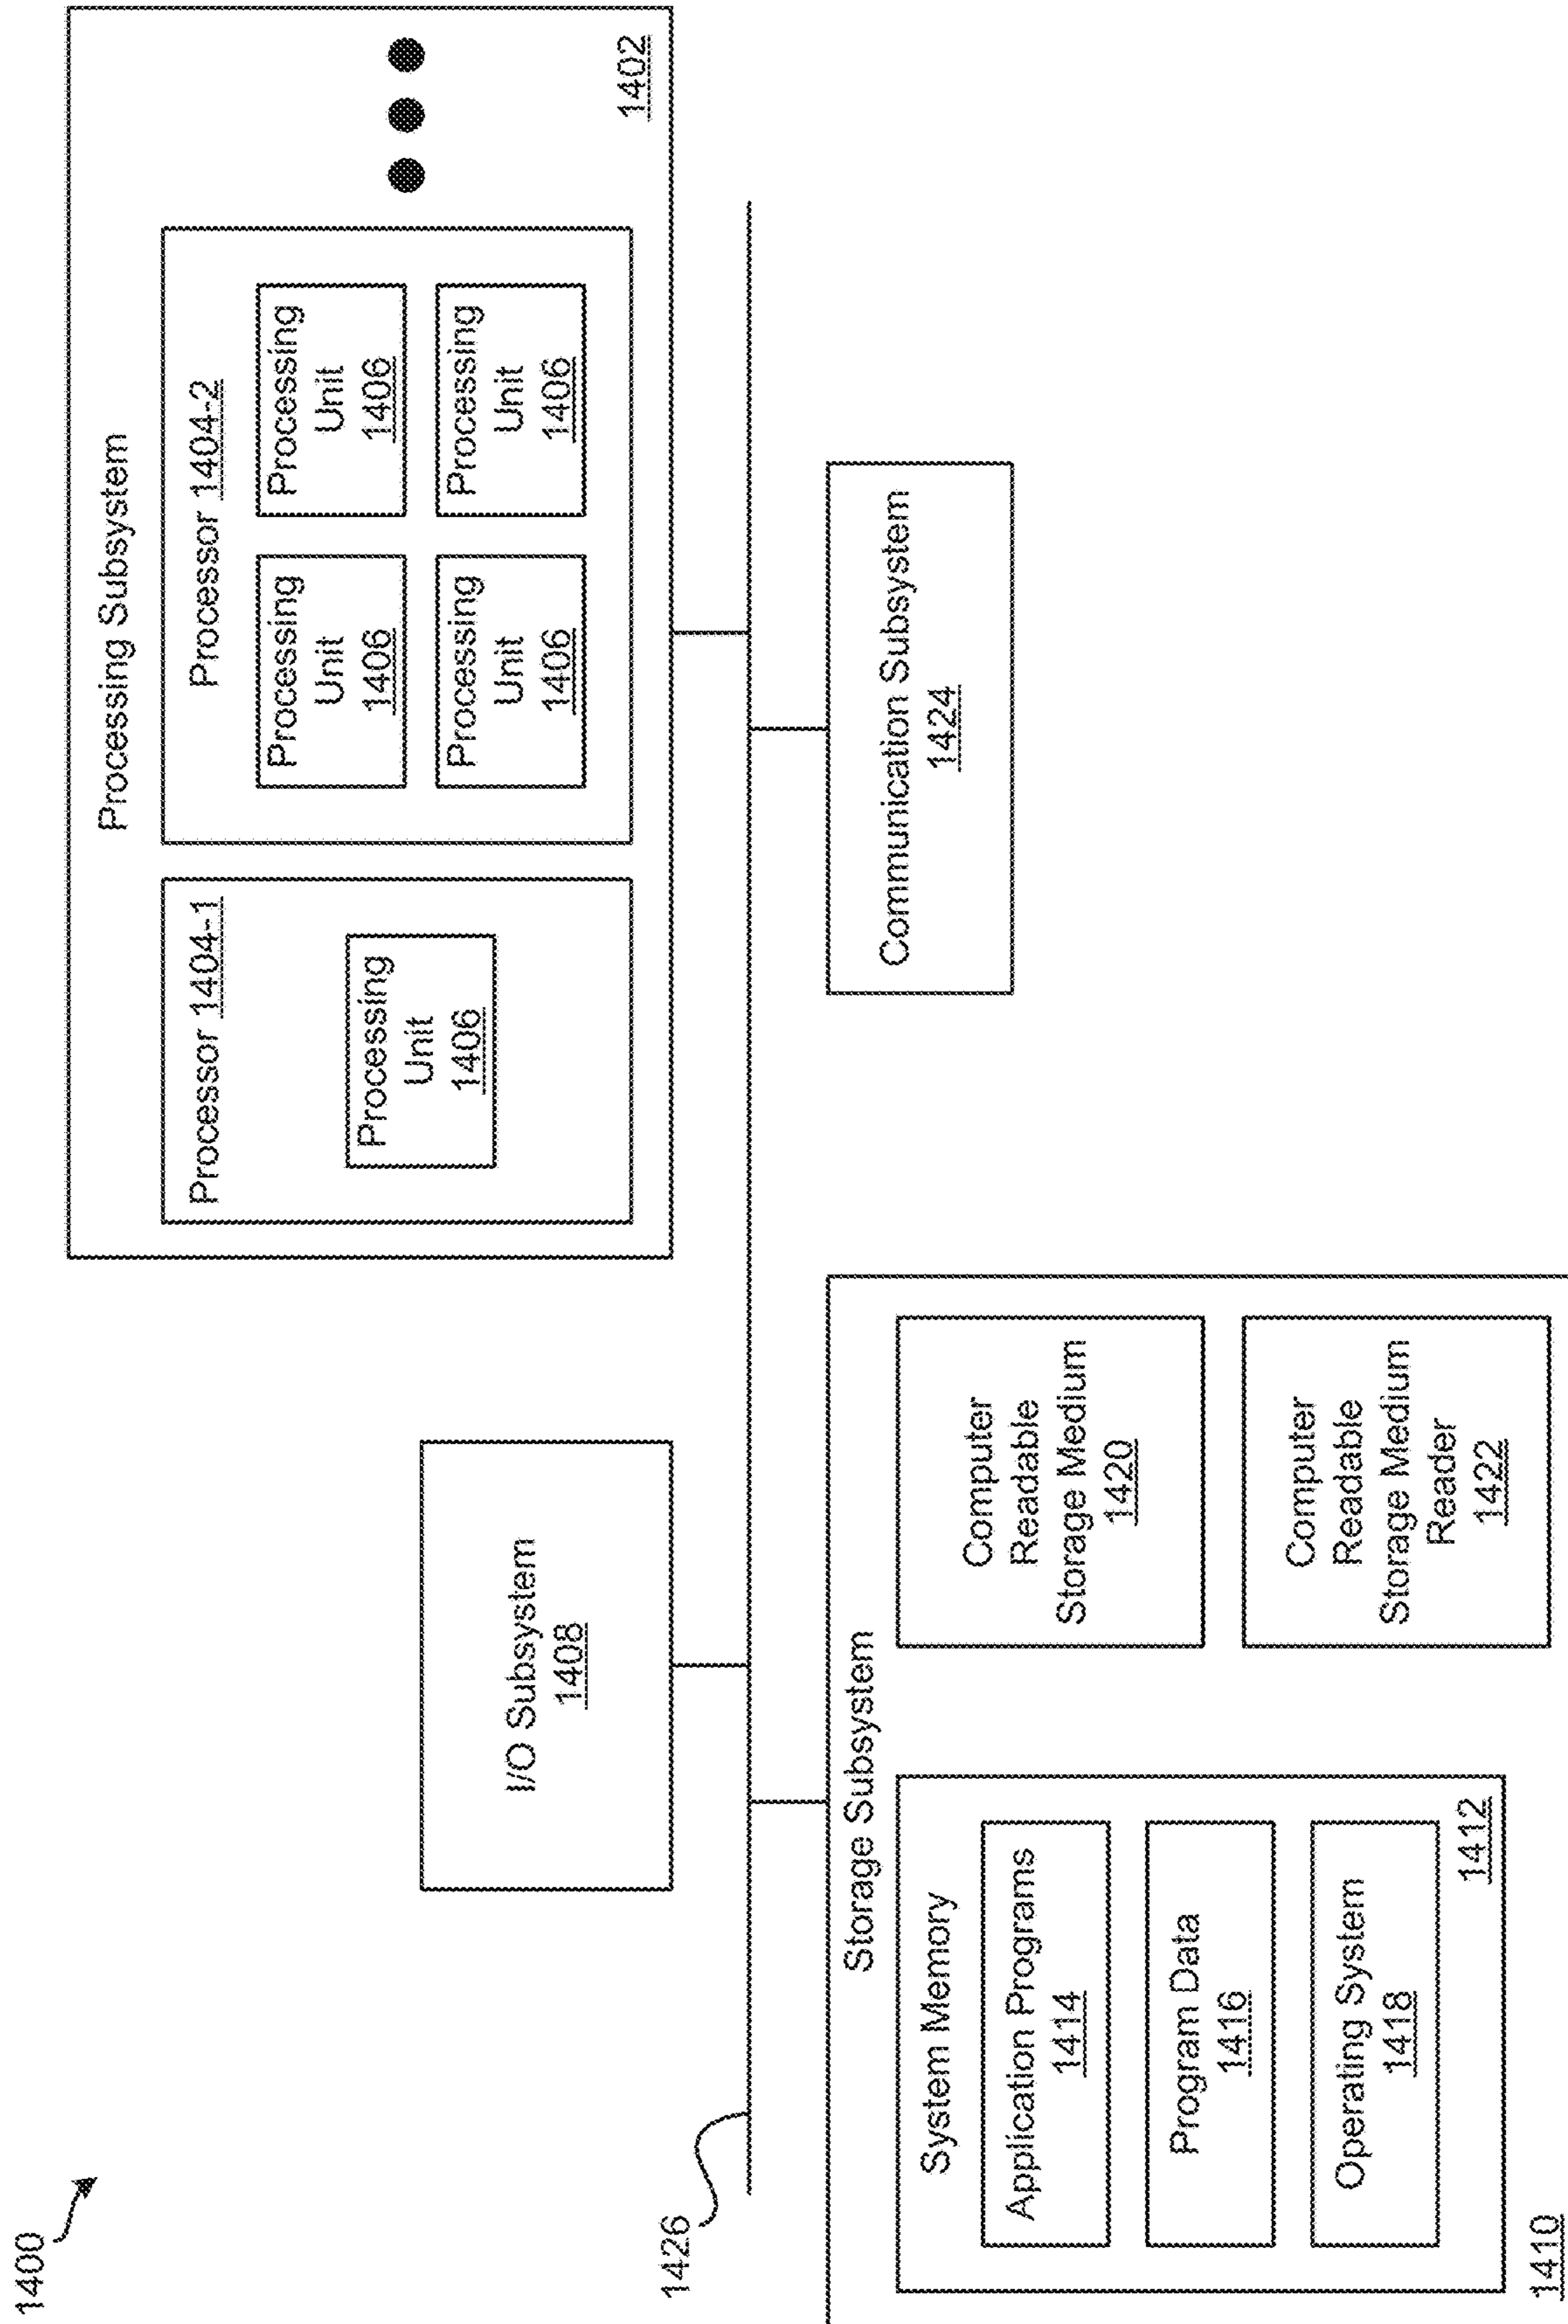 1400
Processing Subsystem
Processor 1404-1
Processing
Unit
1406
Processor 1404-2
Processing
Unit
1406
Processing
Unit
1406
Processing
Unit
1406
Processing
Unit
1406
1402
I/O Subsystem
1408
1426
Storage Subsystem
System Memory
Application Programs
1414
Program Data
1416
Operating System
1418
1412
Computer
Readable
Storage Medium
1420
Computer
Readable
Storage Medium
Reader
1422
1410
Communication Subsystem
1424